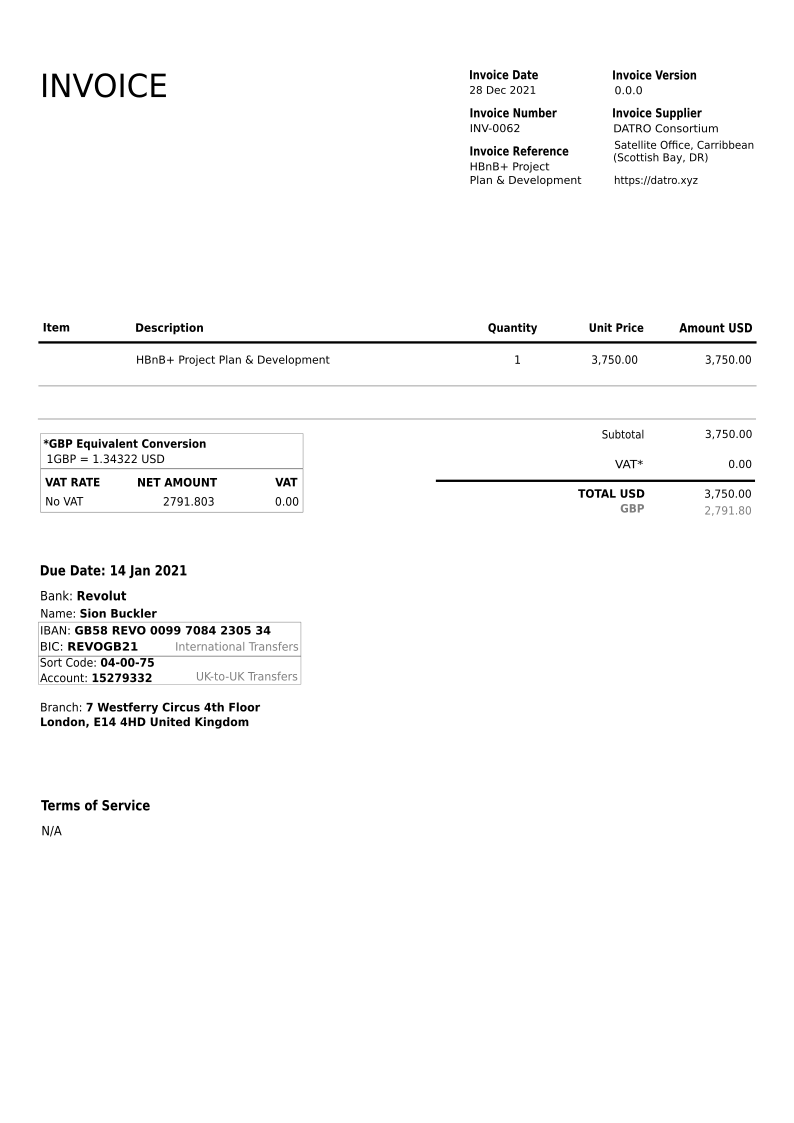 INVOICE
Invoice Date
28 Dec 2021
Invoice Number
INV-0062
Invoice Reference
HBnB+ Project
Plan & Development
Invoice Version
0.0.0
Invoice Supplier
DATRO Consortium
Satellite Office, Carribbean
(Scottish Bay, DR)
https://datro.xyz
Item Description Quantity Unit Price Amount USD
HBnB+ Project Plan & Development 1 3,750.00 3,750.00
Subtotal 3,750.00
VAT* 0.00
TOTAL USD 3,750.00
GBP 2,791.80
*GBP Equivalent Conversion
1GBP = 1.34322 USD
VAT RATE NET AMOUNT VAT
No VAT 2791.803 0.00
Due Date: 14 Jan 2021
Bank: Revolut
Name: Sion Buckler
IBAN: GB58 REVO 0099 7084 2305 34
BIC: REVOGB21 International Transfers
Sort Code: 04-00-75
Account: 15279332 UK-to-UK Transfers
Branch: 7 Westferry Circus 4th Floor
London, E14 4HD United Kingdom
Terms of Service
N/A